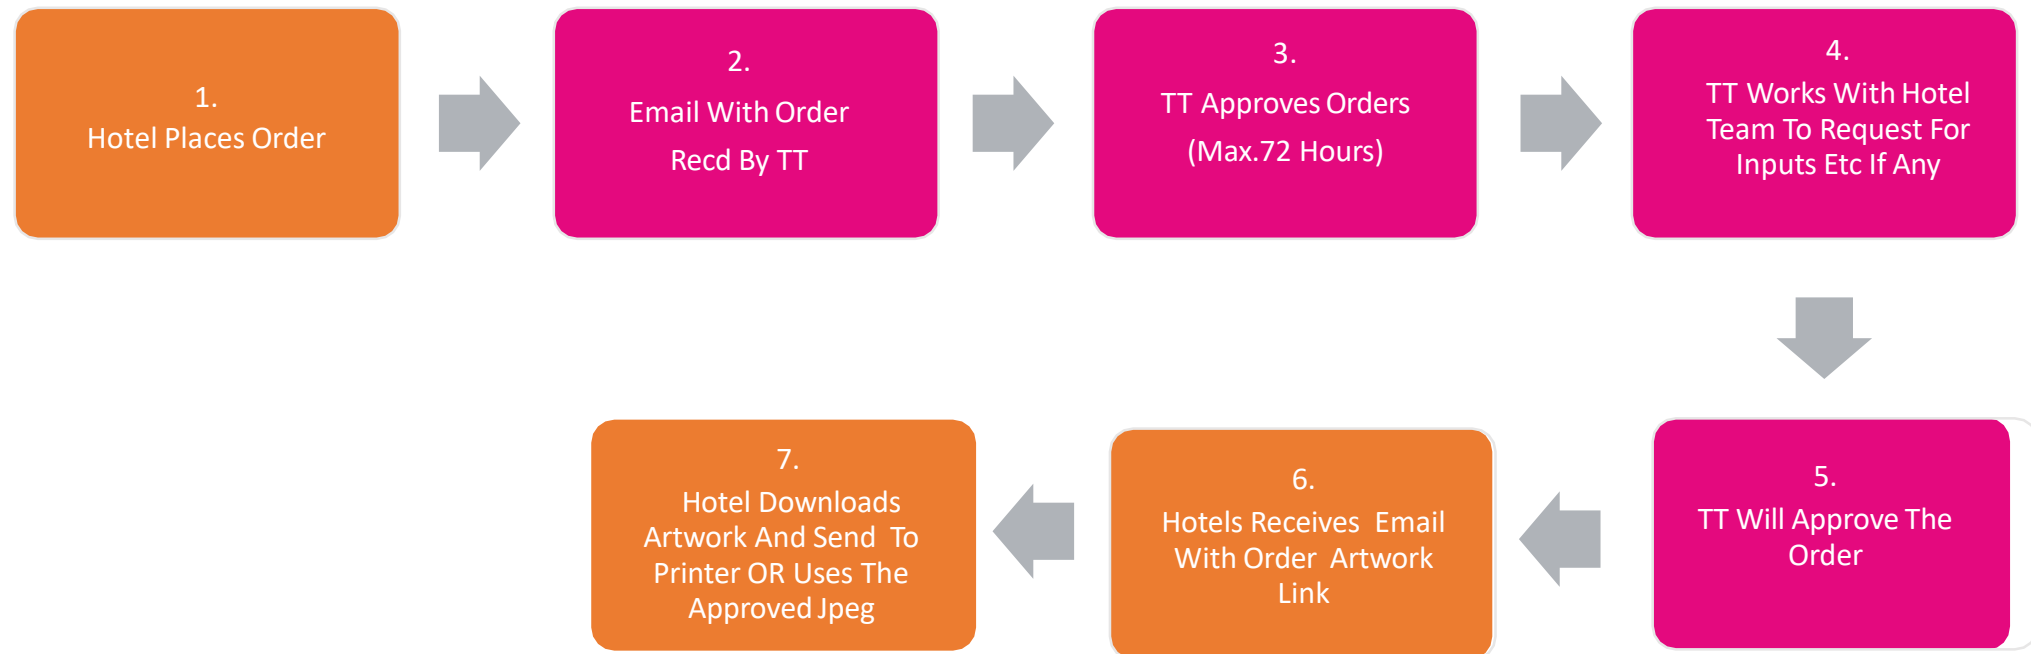 1.
Hotel Places Order
2.
Email With Order
Recd By TT
3.
TT Approves Orders
(Max.72 Hours)
4.
TT Works With Hotel
Team To Request For
Inputs Etc If Any
5.
TT Will Approve The
Order
6.
Hotels Receives Email
With Order Artwork
Link
7.
Hotel Downloads
Artwork And Send To
Printer OR Uses The
Approved Jpeg